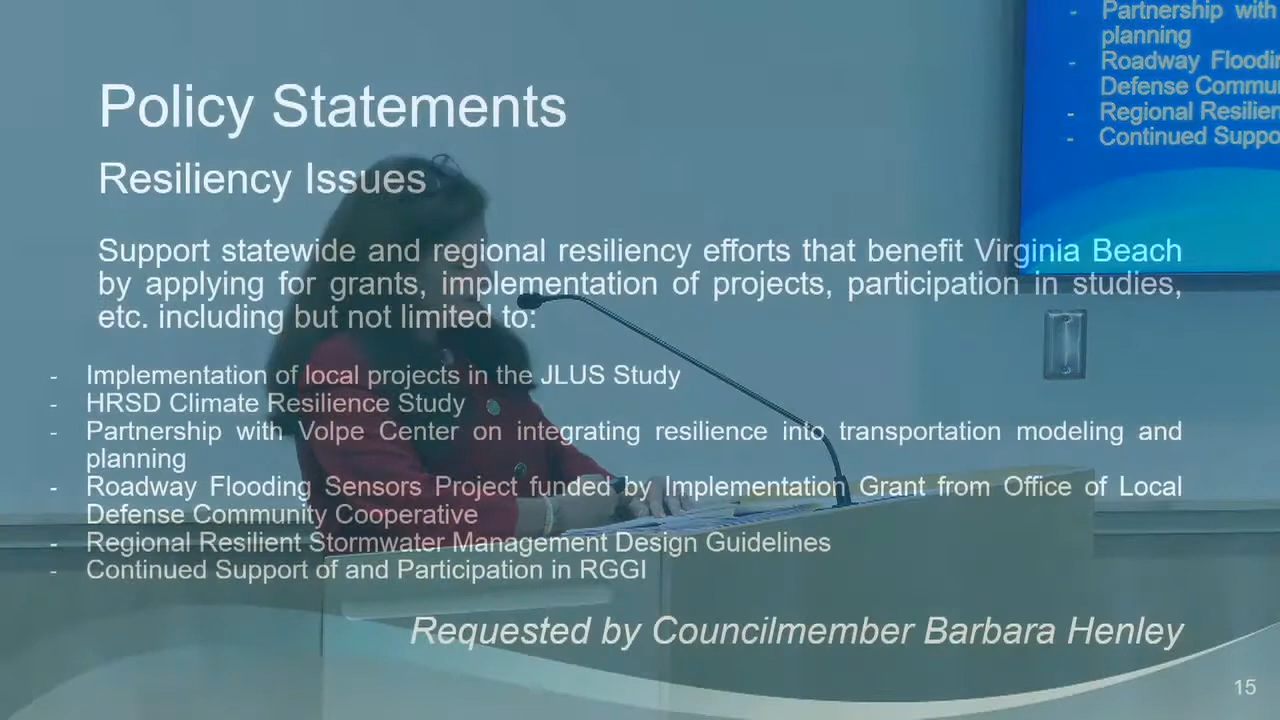 Partnership with
planning
Roadway Floodi
Defense Commu
Regional Resilien
Continued Suppo
Policy Statements
Resiliency Issues
Support statewide and regional resiliency efforts that benefit Virginia Beach
by applying for grants, implementation of projects, participation in studies,
etc. including but not limited to:
- Implementation of local projects in the JLUS Study
- HRSD Climate Resilience Study
- Partnership with Volpe Center on integrating resilience into transportation modeling and
planning
- Roadway Flooding Sensors Project funded by Implementation Grant from Office of Local
Defense Community Cooperative
- Regional Resilient Stormwater Management Design Guidelines
- Continued Support of and Participation in RGGI
Requested by Councilmember Barbara Henley
15